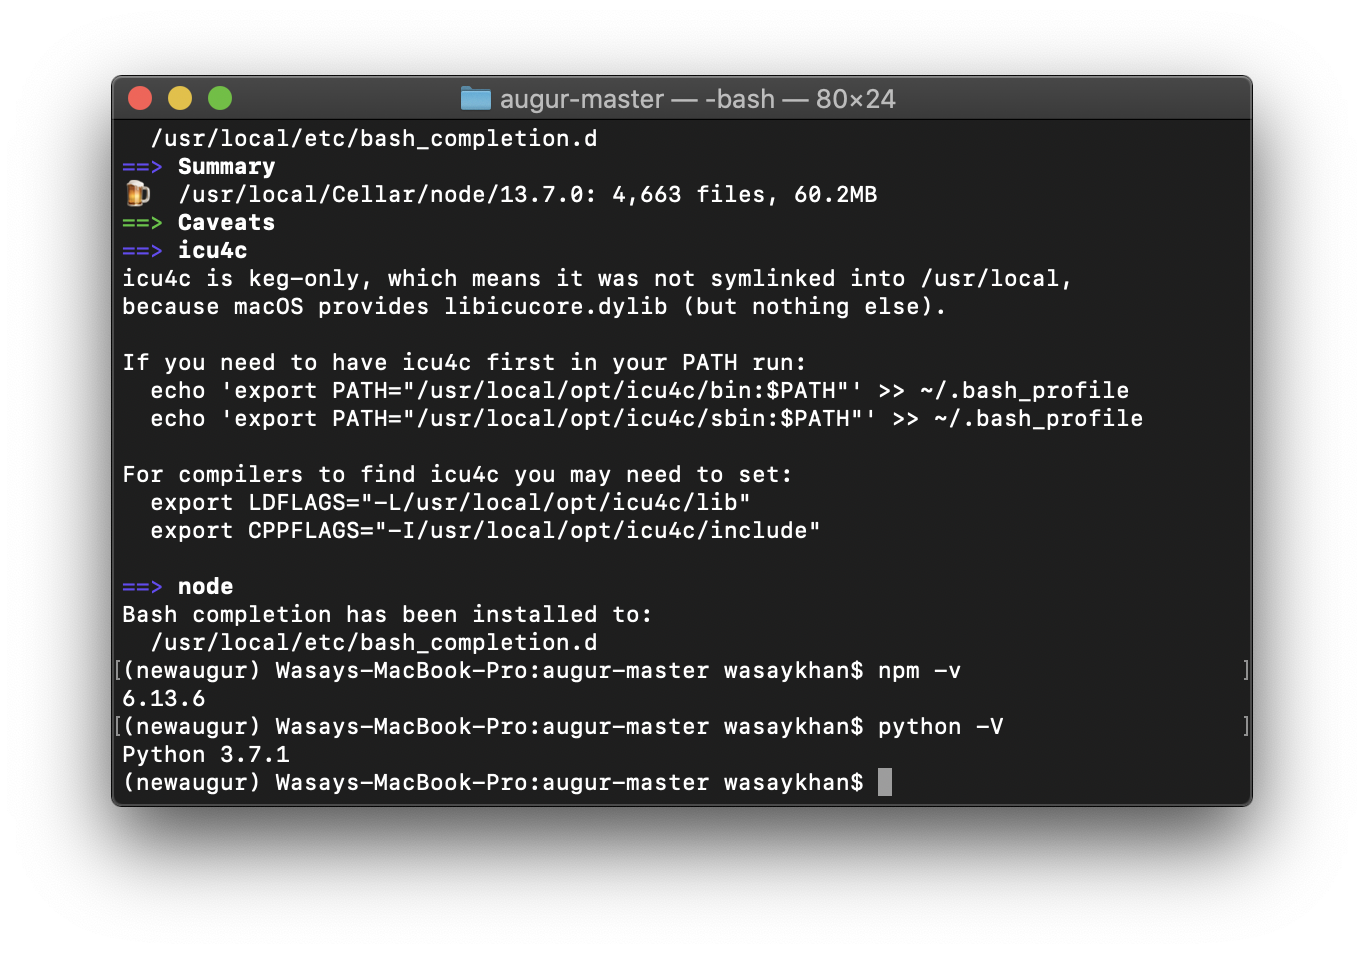 augur-master — -bash — 80×24
/usr/local/etc/bash_completion.d
==> Summary
🍺  /usr/local/Cellar/node/13.7.0: 4,663 files, 60.2MB
==> Caveats
==> icu4c
icu4c is keg-only, which means it was not symlinked into /usr/local,
because macOS provides libicucore.dylib (but nothing else).

If you need to have icu4c first in your PATH run:
  echo 'export PATH="/usr/local/opt/icu4c/bin:$PATH"' >> ~/.bash_profile
  echo 'export PATH="/usr/local/opt/icu4c/sbin:$PATH"' >> ~/.bash_profile

For compilers to find icu4c you may need to set:
  export LDFLAGS="-L/usr/local/opt/icu4c/lib"
  export CPPFLAGS="-I/usr/local/opt/icu4c/include"

==> node
Bash completion has been installed to:
  /usr/local/etc/bash_completion.d
[(newaugur) Wasays-MacBook-Pro:augur-master wasaykhan$ npm -v ]
6.13.6
[(newaugur) Wasays-MacBook-Pro:augur-master wasaykhan$ python -V ]
Python 3.7.1
(newaugur) Wasays-MacBook-Pro:augur-master wasaykhan$